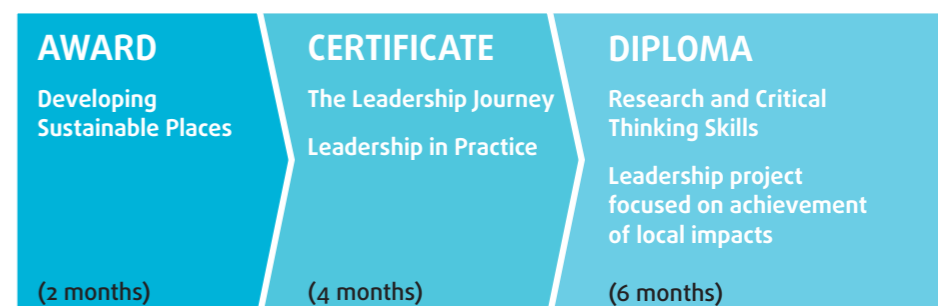 AWARD
Developing
Sustainable Places
(2 months)
CERTIFICATE
The Leadership Journey
Leadership in Practice
(4 months)
DIPLOMA
Research and Critical
Thinking Skills
Leadership project
focused on achievement
of local impacts
(6 months)